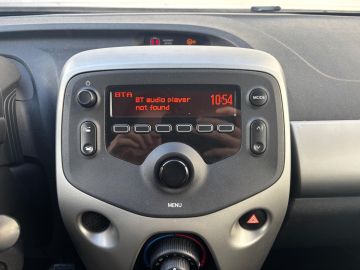 BTA
BT audio player
not found
10:54
MODE
MENU